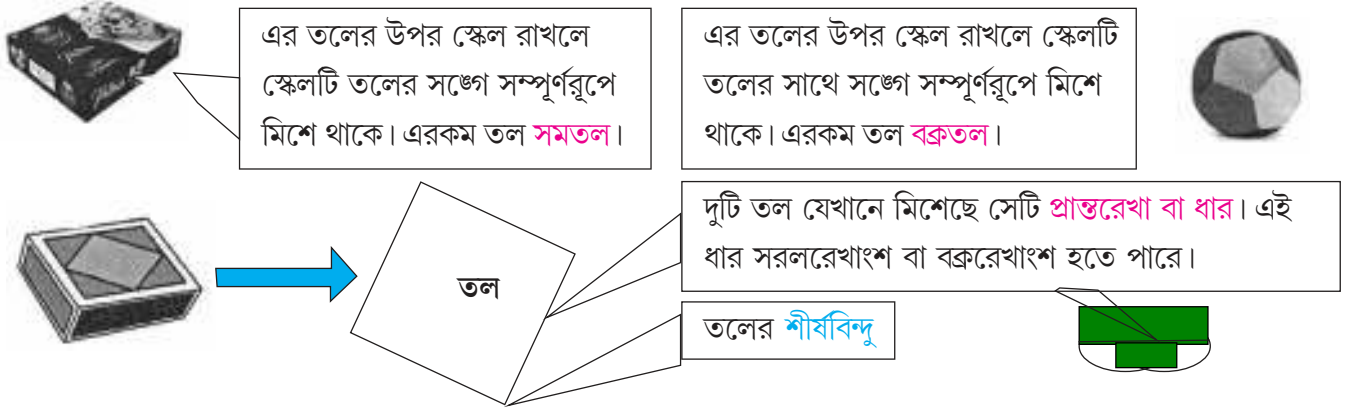 এর তলের উপর স্কেল রাখলে
স্কেলটি তলের সঙ্গে সম্পূর্ণরূপে
মিশে থাকে। এরকম তল সমতল।
এর তলের উপর স্কেল রাখলে স্কেলটি
তলের সাথে সঙ্গে সম্পূর্ণরূপে মিশে
থাকে। এরকম তল বক্রতল।
দুটি তল যেখানে মিশেছে সেটি প্রান্তরেখা বা ধার। এই
ধার সরলরেখাংশ বা বক্ররেখাংশ হতে পারে।
তল
তলের শীর্ষবিন্দু